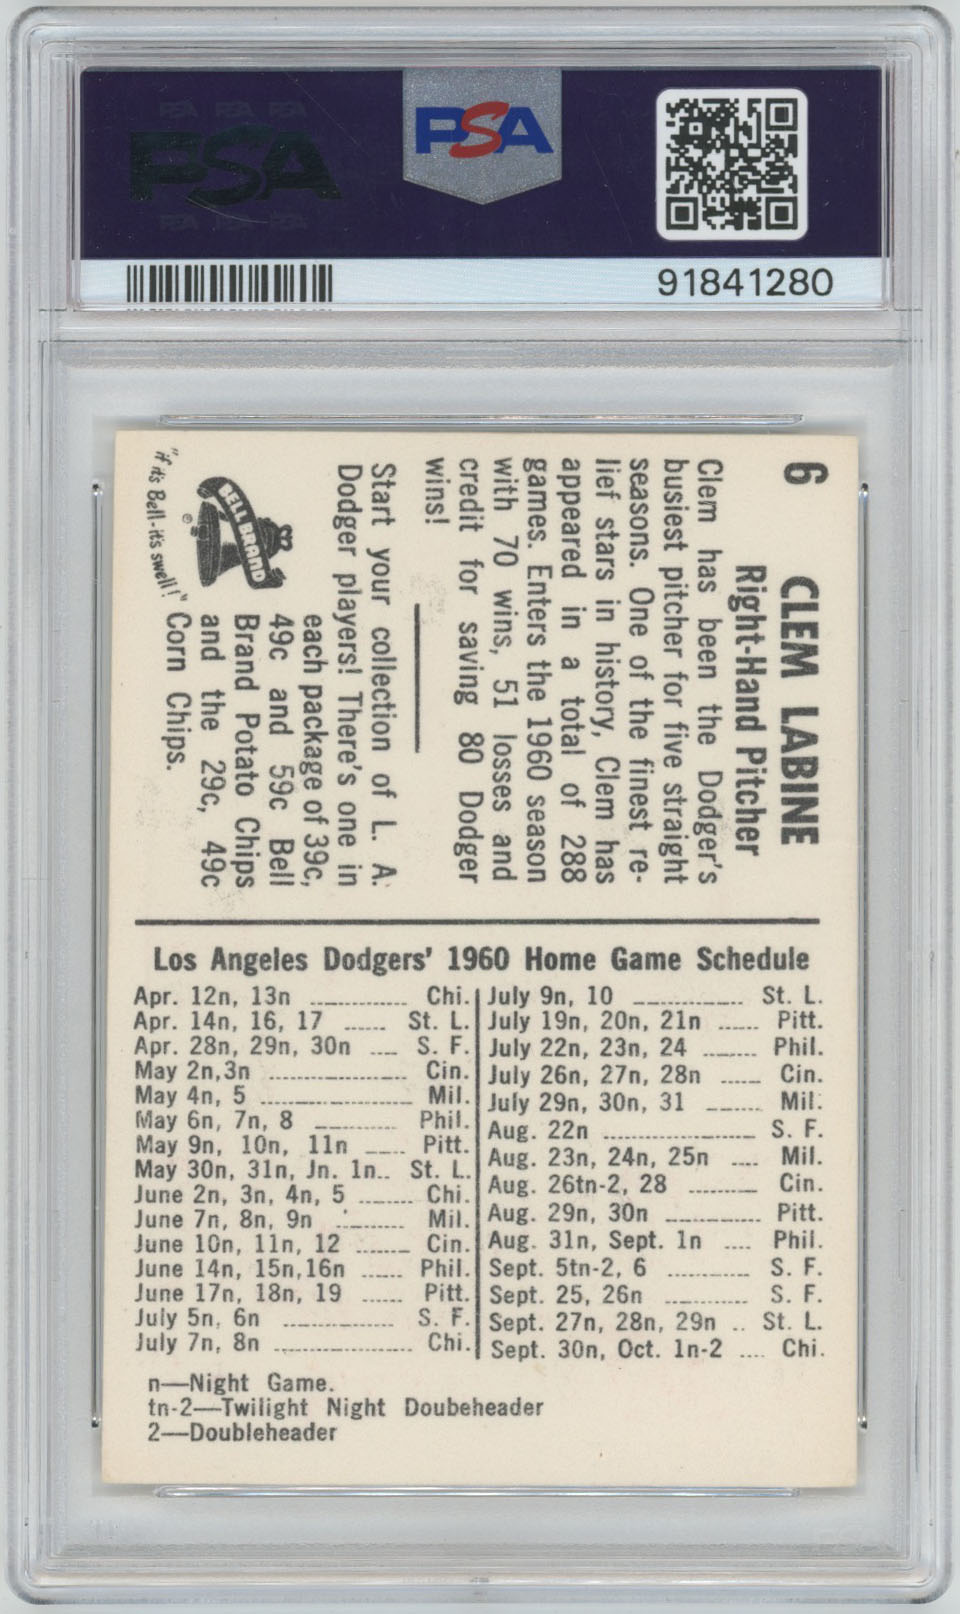 PSA PSA PSA
PSA
PSA PSA PSA
PSA
91841280
6
CLEM LABINE
Right-Hand Pitcher
Clem has been the Dodger's
busiest pitcher for five straight
seasons. One of the finest re-
lief stars in history, Clem has
appeared in a total of 288
games. Enters the 1960 season
with 70 wins, 51 losses and
credit for saving 80 Dodger
wins!
Start your collection of L. A.
Dodger players! There's one in
each package of 39c,
49c and 59c Bell
Brand Potato Chips
and the 29c, 49c
Corn Chips.
BELL BRAND
®
"if it's Bell-it's swell!"
Los Angeles Dodgers' 1960 Home Game Schedule
Apr. 12n, 13n ............ Chi.
Apr. 14n, 16, 17 ...... St. L.
Apr. 28n, 29n, 30n .... S. F.
May 2n,3n .................. Cin.
May 4n, 5 .................... Mil.
May 6n, 7n, 8 .......... Phil.
May 9n, 10n, 11n ..... Pitt.
May 30n, 31n, Jn. 1n.. St. L.
June 2n, 3n, 4n, 5 ....... Chi.
June 7n, 8n, 9n ......... Mil.
June 10n, 11n, 12 ....... Cin.
June 14n, 15n,16n ...... Phil.
June 17n, 18n, 19 ...... Pitt.
July 5n, 6n .............. S. F.
July 7n, 8n ................. Chi.
July 9n, 10 .............. St. L.
July 19n, 20n, 21n ...... Pitt.
July 22n, 23n, 24 ........ Phil.
July 26n, 27n, 28n ...... Cin.
July 29n, 30n, 31 ........ Mil.
Aug. 22n .................... S. F.
Aug. 23n, 24n, 25n .... Mil.
Aug. 26tn-2, 28 .......... Cin.
Aug. 29n, 30n ............. Pitt.
Aug. 31n, Sept. 1n .... Phil.
Sept. 5tn-2, 6 ............ S. F.
Sept. 25, 26n ............ S. F.
Sept. 27n, 28n, 29n .. St. L.
Sept. 30n, Oct. 1n-2 .... Chi.
n—Night Game.
tn-2—Twilight Night Doubeheader
2—Doubleheader